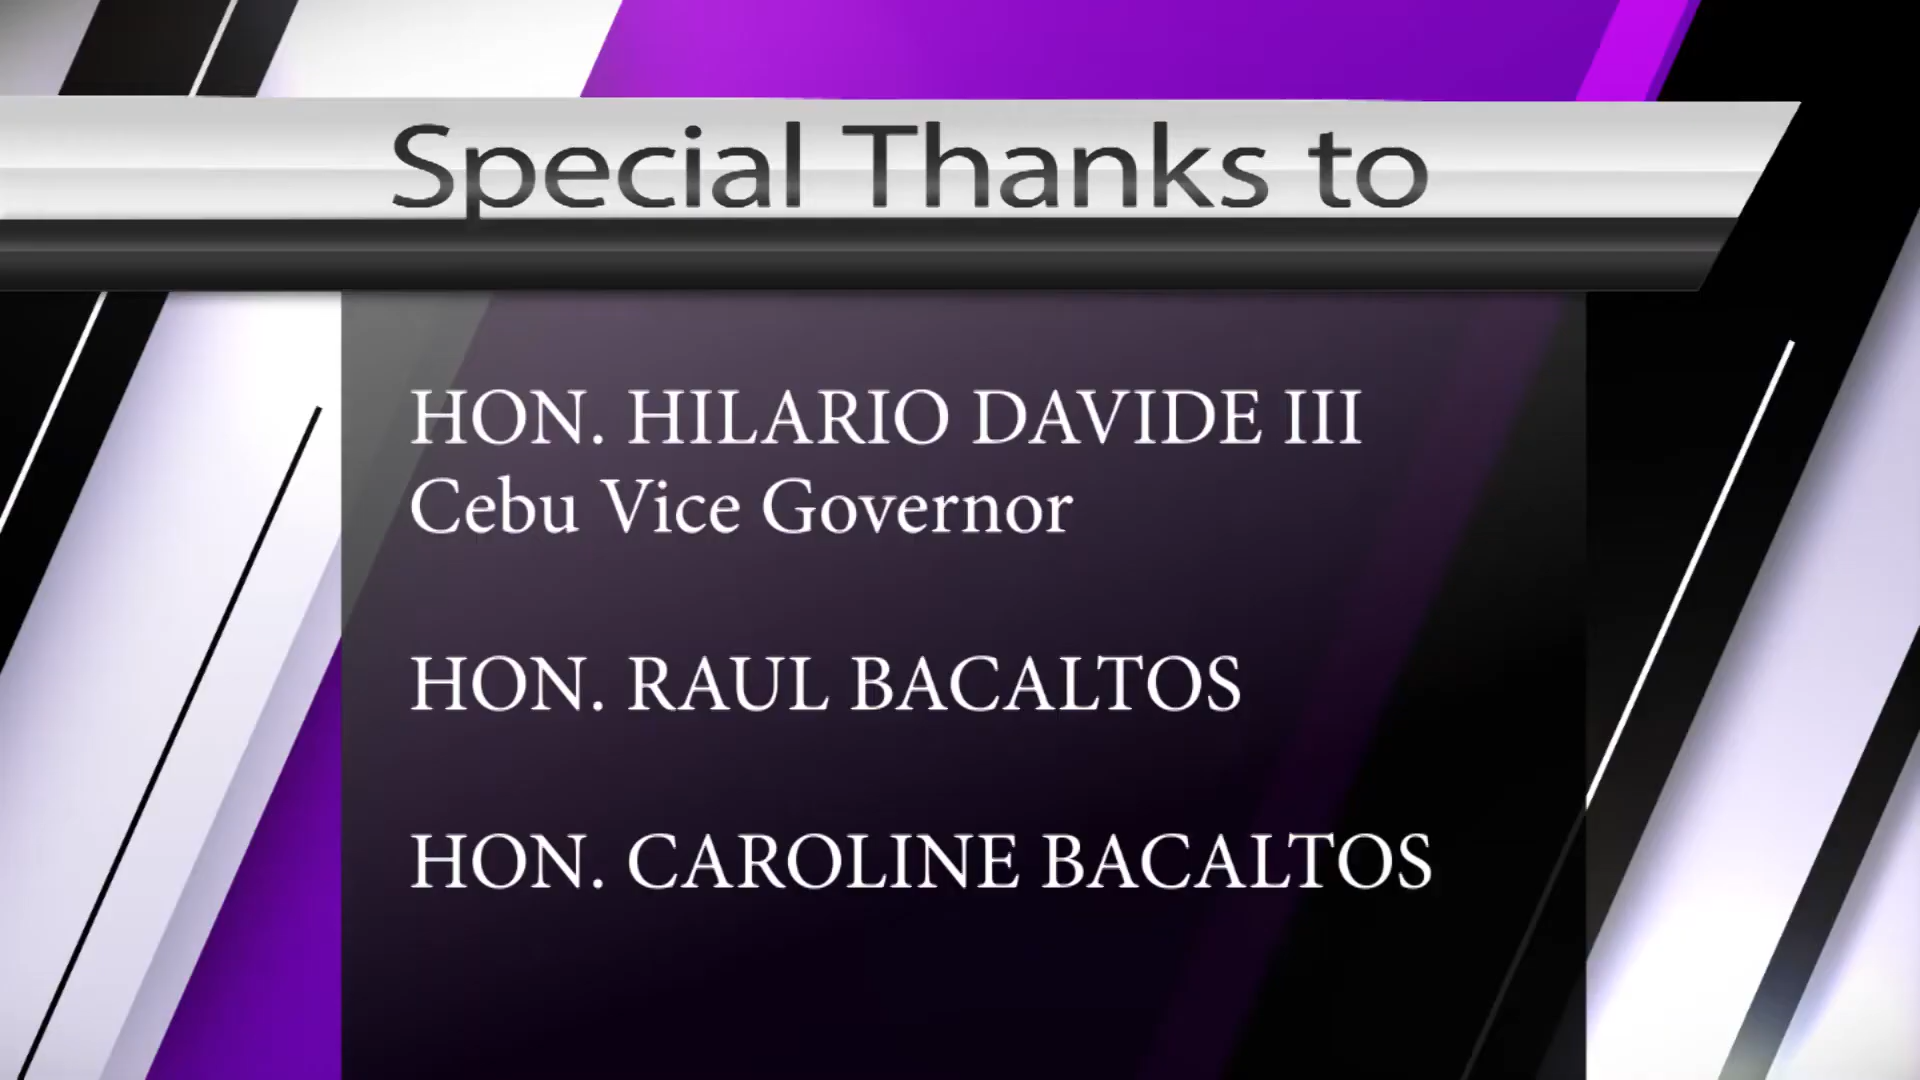 Special Thanks to
HON. HILARIO DAVIDE III
Cebu Vice Governor
HON. RAUL BACALTOS
HON. CAROLINE BACALTOS